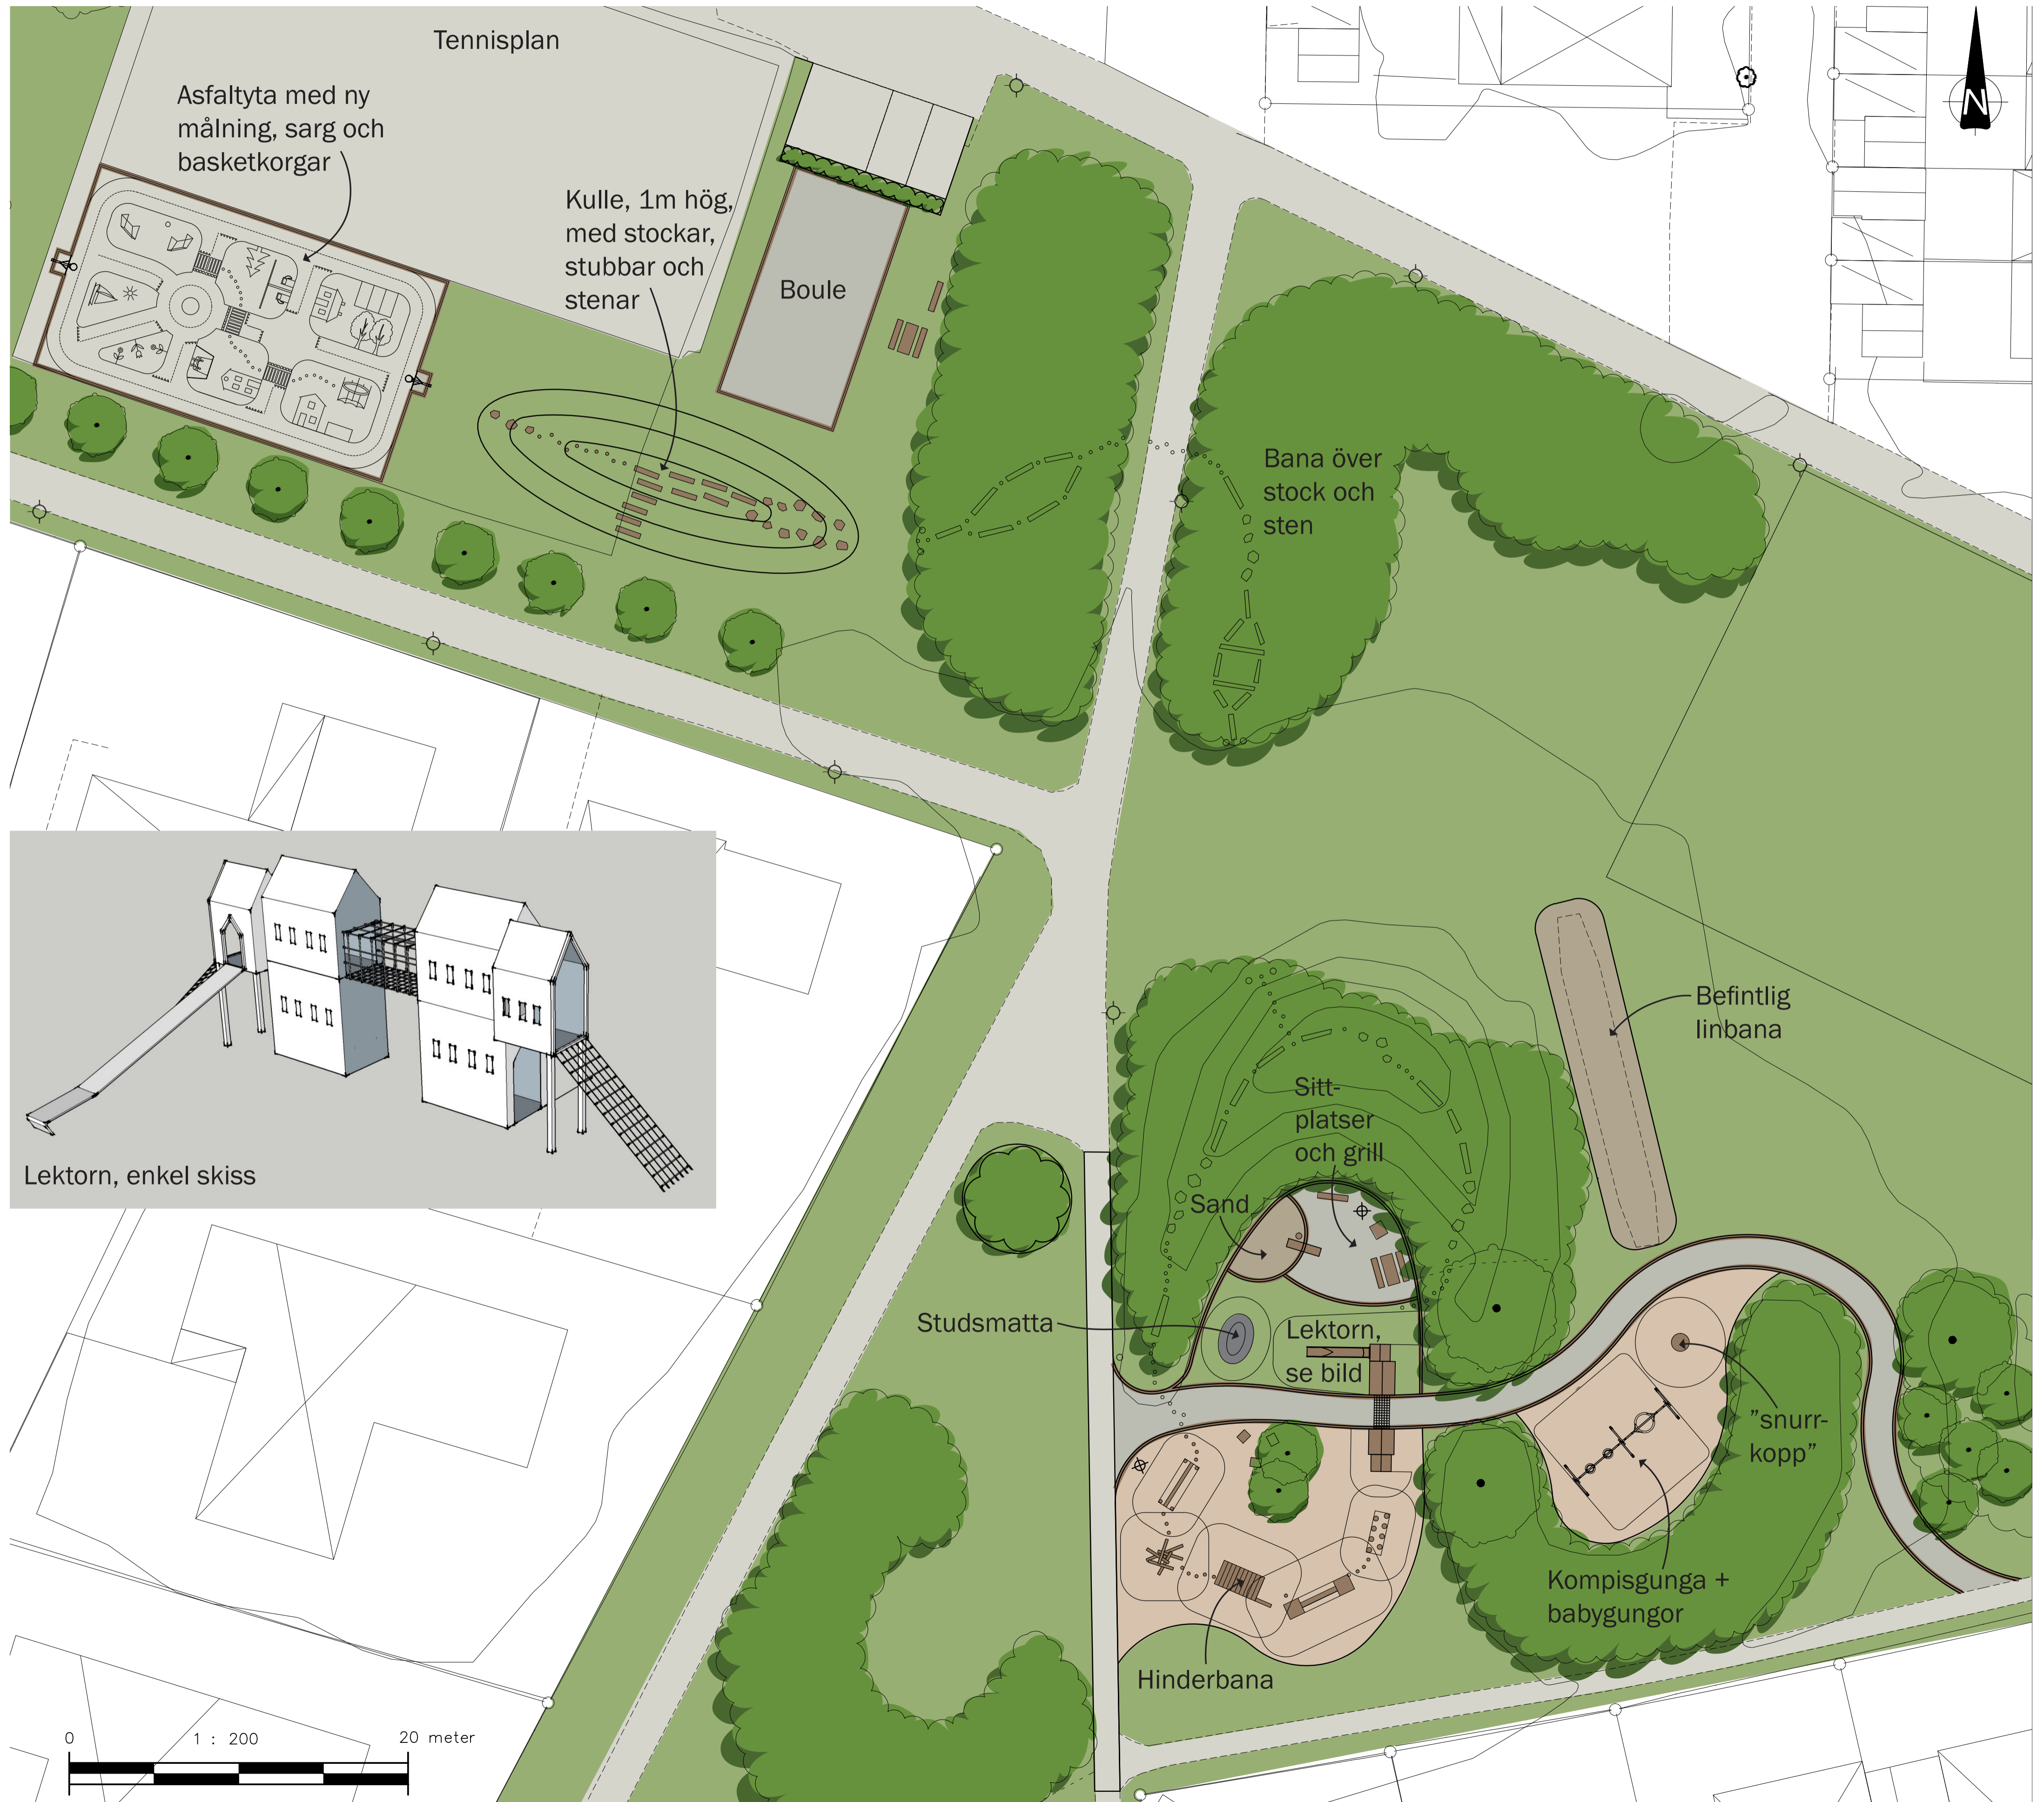 Tennisplan
Asfaltyta med ny
målning, sarg och
basketkorgar
N
Kulle, 1m hög,
med stockar,
stubbar och
stenar
Boule
Bana över
stock och
sten
Befintlig
linbana
Sitt-
platser
och grill
Sand
Lektorn, enkel skiss
Studsmatta
Lektorn,
se bild
"snurr-
kopp"
Kompisgunga +
babygungor
Hinderbana
0
1 : 200
20 meter